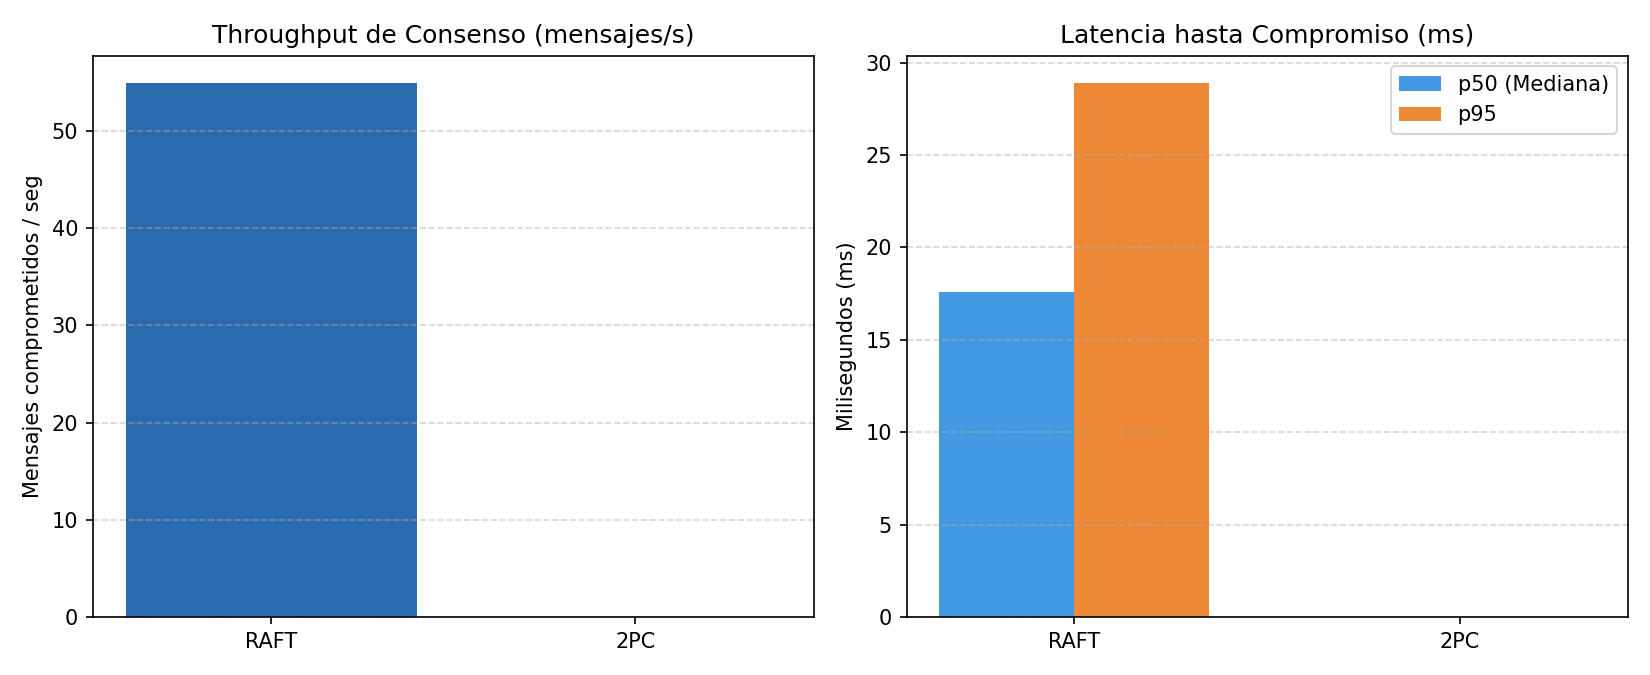 Throughput de Consenso (mensajes/s)
Mensajes comprometidos / seg
50
40
30
20
10
0
RAFT
2PC
Latencia hasta Compromiso (ms)
Milisegundos (ms)
30
25
20
15
10
5
0
p50 (Mediana)
p95
RAFT
2PC